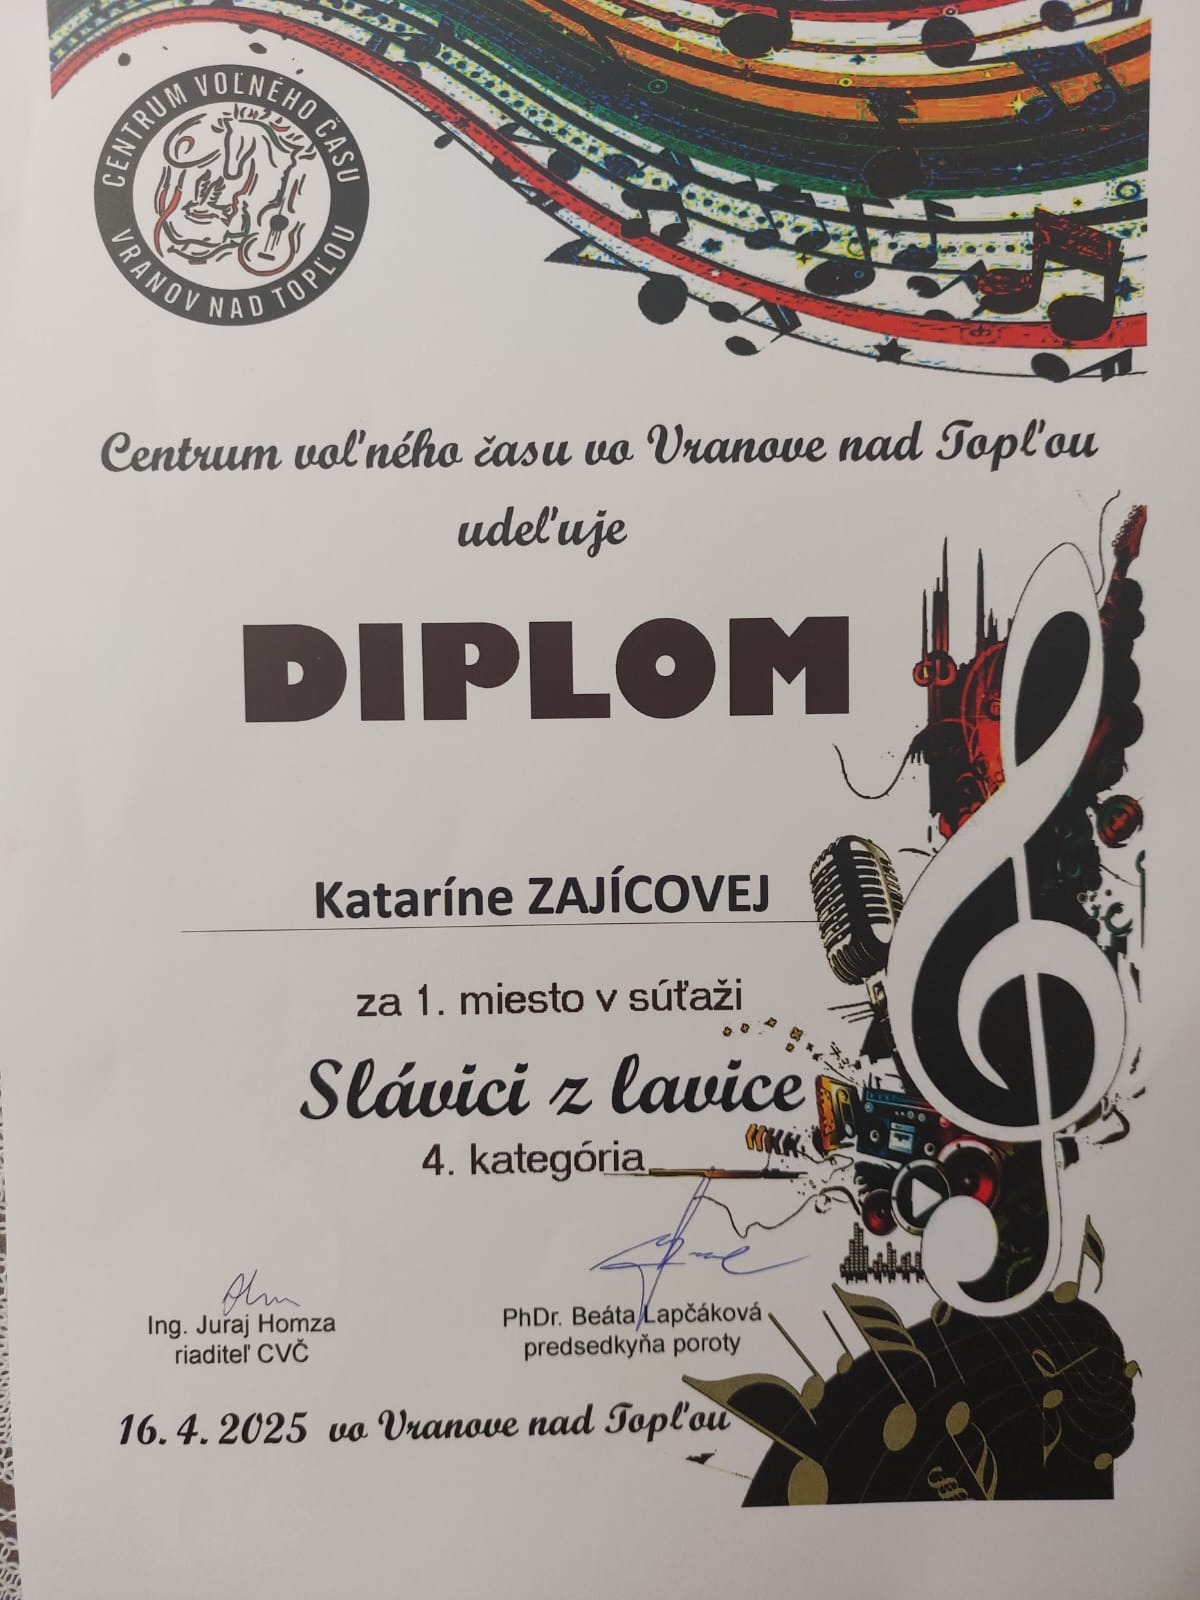 CENTRUM VOĽNÉHO ČASU
VRANOV NAD TOPĽOU
Centrum voľného času vo Vranove nad Topľou
udeľuje
DIPLOM
Kataríne ZAJÍCOVEJ
za 1. miesto v súťaži
Slávici z lavice
4. kategória
Ing. Juraj Homza
riaditeľ CVČ
PhDr. Beáta Lapčáková
predsedkyňa poroty
16. 4. 2025 vo Vranove nad Topľou